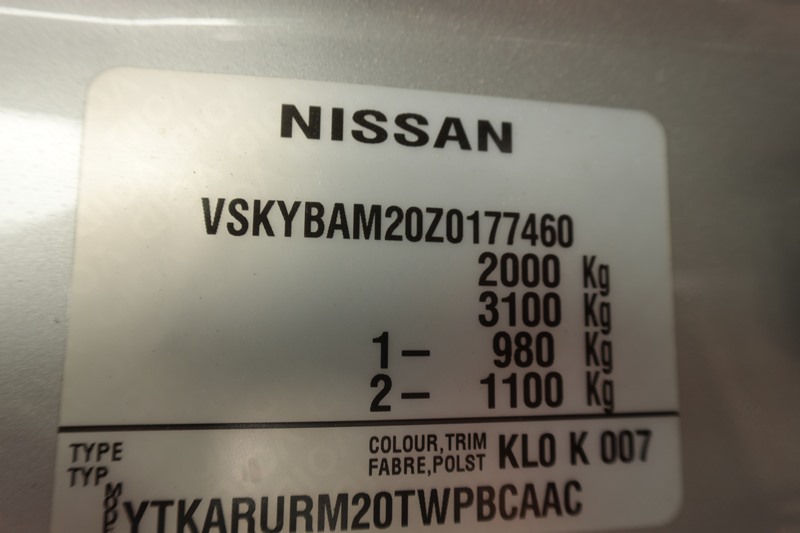 NISSAN
VSKYBAM20Z0177460
2000 Kg
3100 Kg
1– 980 Kg
2– 1100 Kg
TYPE
TYP
COLOUR,TRIM
FABRE,POLST
KL0 K 007
YTKARURM20TWPBCAAC